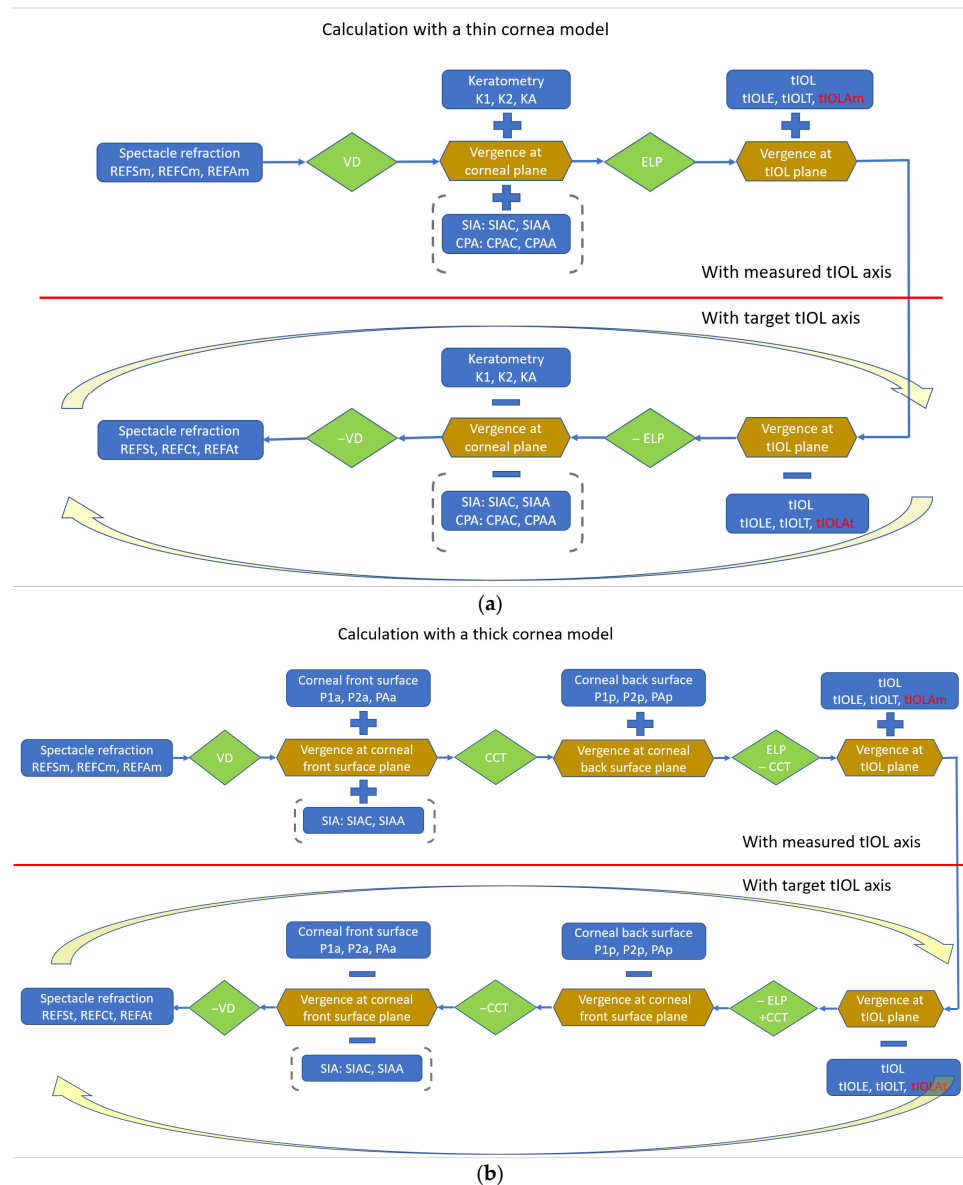 Calculation with a thin cornea model
Keratometry
K1, K2, KA
tIOL
tIOLE, tIOLT, tIOLAm
Spectacle refraction
REFSm, REFCm, REFAm
VD
Vergence at
corneal plane
ELP
Vergence at
tIOL plane
SIA: SIAC, SIAA
CPA: CPAC, CPAA
With measured tIOL axis
With target tIOL axis
Keratometry
K1, K2, KA
Spectacle refraction
REFSt, REFCt, REFAt
–VD
Vergence at
corneal plane
– ELP
Vergence at
tIOL plane
SIA: SIAC, SIAA
CPA: CPAC, CPAA
tIOL
tIOLE, tIOLT, tIOLAt
(a)
Calculation with a thick cornea model
Corneal front surface
P1a, P2a, PAa
Corneal back surface
P1p, P2p, PAp
tIOL
tIOLE, tIOLT, tIOLAm
Spectacle refraction
REFSm, REFCm, REFAm
VD
Vergence at corneal
front surface plane
CCT
Vergence at corneal
back surface plane
ELP
– CCT
Vergence at
tIOL plane
SIA: SIAC, SIAA
With measured tIOL axis
With target tIOL axis
Corneal front surface
P1a, P2a, PAa
Corneal back surface
P1p, P2p, PAp
Spectacle refraction
REFSt, REFCt, REFAt
–VD
Vergence at corneal
front surface plane
–CCT
Vergence at corneal
front surface plane
– ELP
+CCT
Vergence at
tIOL plane
SIA: SIAC, SIAA
tIOL
tIOLE, tIOLT, tIOLAt
(b)